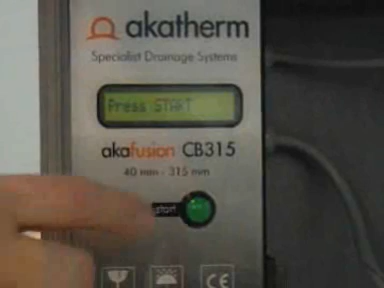 akatherm
Specialist Drainage Systems
Press START
akafusion CB315
40 mm - 315 mm
start
CE